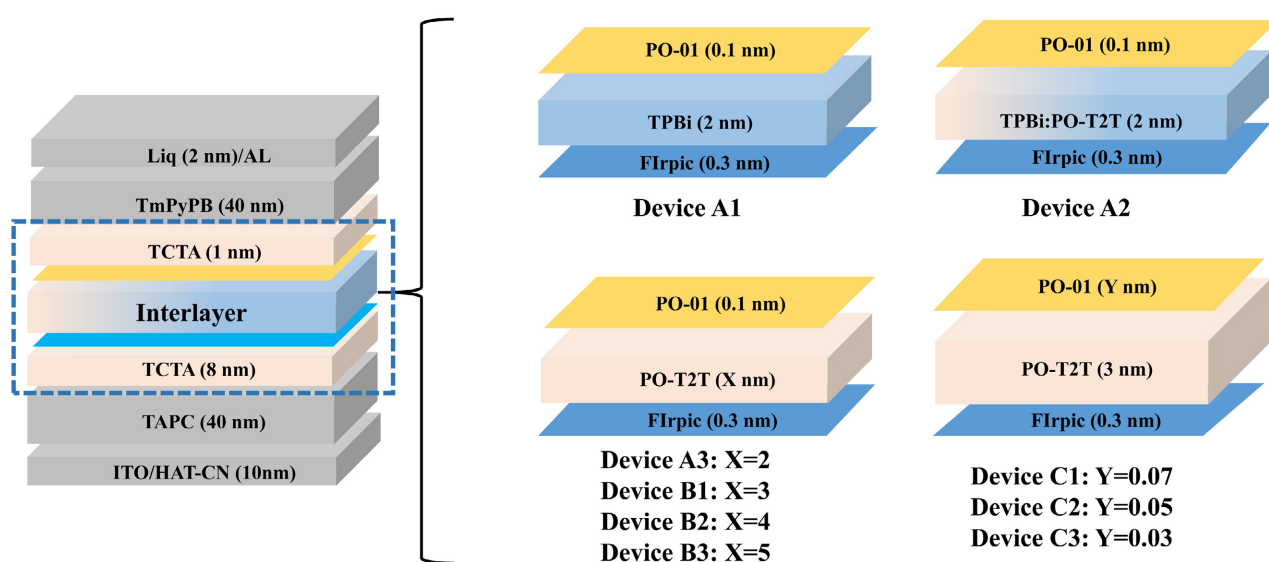 Liq (2 nm)/AL
TmPyPB (40 nm)
TCTA (1 nm)
Interlayer
TCTA (8 nm)
TAPC (40 nm)
ITO/HAT-CN (10nm)
PO-01 (0.1 nm)
TPBi (2 nm)
FIrpic (0.3 nm)
Device A1
PO-01 (0.1 nm)
TPBi:PO-T2T (2 nm)
FIrpic (0.3 nm)
Device A2
PO-01 (0.1 nm)
PO-T2T (X nm)
FIrpic (0.3 nm)
Device A3: X=2
Device B1: X=3
Device B2: X=4
Device B3: X=5
PO-01 (Y nm)
PO-T2T (3 nm)
FIrpic (0.3 nm)
Device C1: Y=0.07
Device C2: Y=0.05
Device C3: Y=0.03